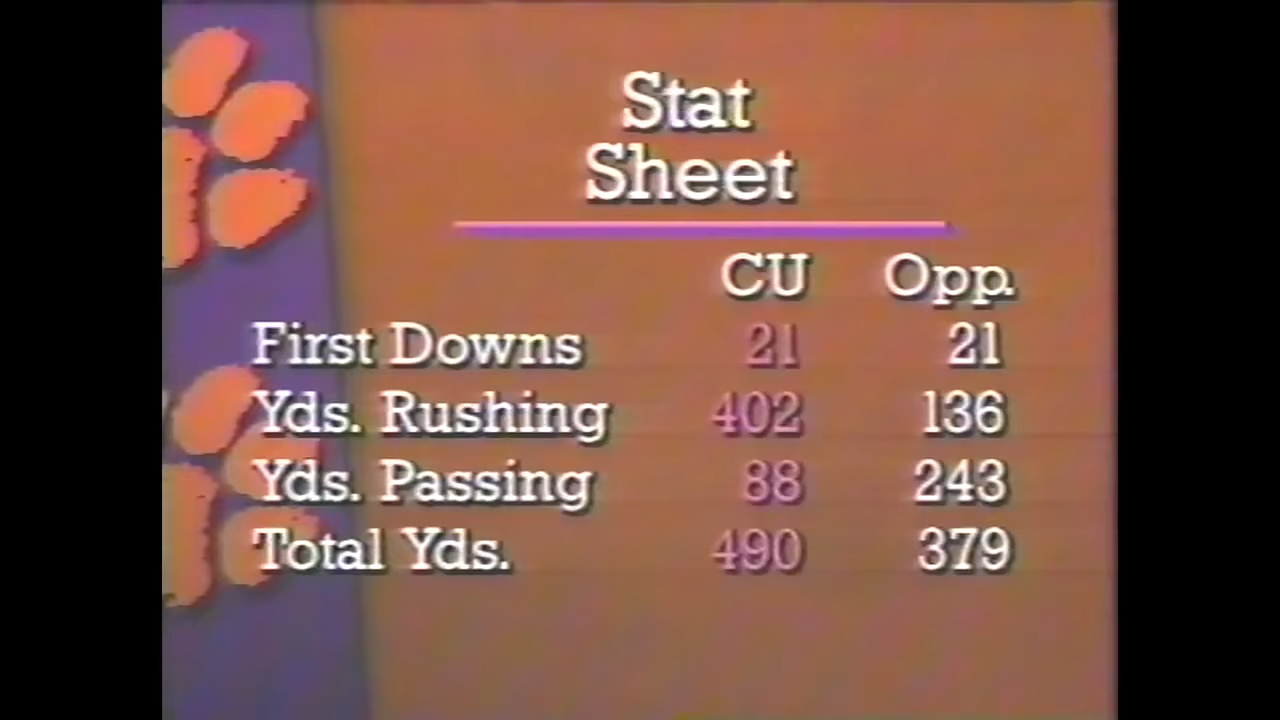 Stat
Sheet
CU Opp.
First Downs 21 21
Yds. Rushing 402 136
Yds. Passing 88 243
Total Yds. 490 379